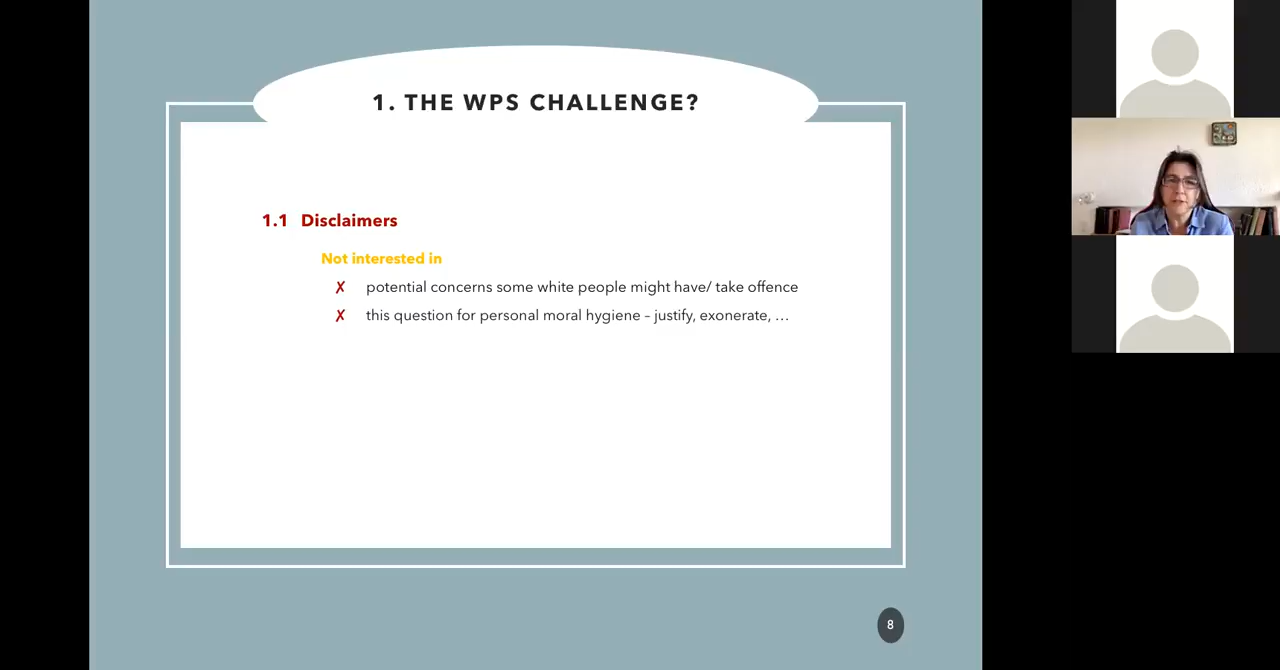 1. THE WPS CHALLENGE?
1.1 Disclaimers
Not interested in
✗ potential concerns some white people might have/ take offence
✗ this question for personal moral hygiene – justify, exonerate, …
8